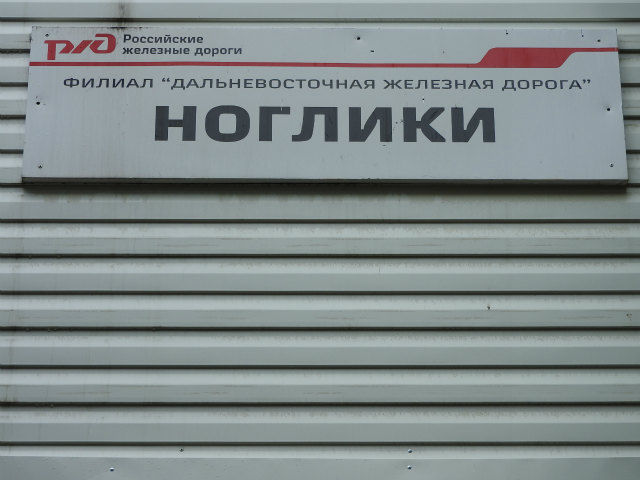 РЖД Российские
железные дороги
ФИЛИАЛ "ДАЛЬНЕВОСТОЧНАЯ ЖЕЛЕЗНАЯ ДОРОГА"
НОГЛИКИ